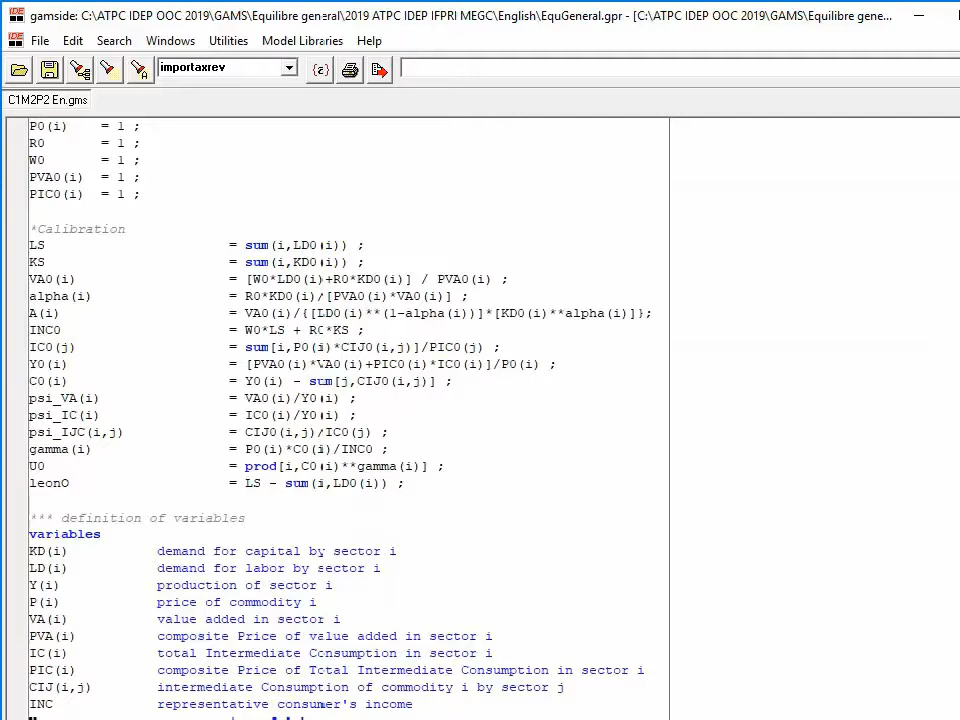 gamside: C:\ATPC IDEP OOC 2019\GAMS\Equilibre general\2019 ATPC IDEP IFPRI MEGC\English\EquGeneral.gpr - [C:\ATPC IDEP OOC 2019\GAMS\Equilibre gene...
IDE File Edit Search Windows Utilities Model Libraries Help
importaxrev {a}
C1M2P2 En.gms
P0(i) = 1 ;
R0 = 1 ;
W0 = 1 ;
PVA0(i) = 1 ;
PIC0(i) = 1 ;
*Calibration
LS = sum(i,LD0(i)) ;
KS = sum(i,KD0(i)) ;
VA0(i) = [W0*LD0(i)+R0*KD0(i)] / PVA0(i) ;
alpha(i) = R0*KD0(i)/[PVA0(i)*VA0(i)] ;
A(i) = VA0(i)/{[LD0(i)**(1-alpha(i))]*[KD0(i)**alpha(i)]};
INC0 = W0*LS + R0*KS ;
IC0(j) = sum[i,P0(i)*CIJ0(i,j)]/PIC0(j) ;
Y0(i) = [PVA0(i)*VA0(i)+PIC0(i)*IC0(i)]/P0(i) ;
C0(i) = Y0(i) - sum[j,CIJ0(i,j)] ;
psi_VA(i) = VA0(i)/Y0(i) ;
psi_IC(i) = IC0(i)/Y0(i) ;
psi_IJC(i,j) = CIJ0(i,j)/IC0(j) ;
gamma(i) = P0(i)*C0(i)/INC0 ;
U0 = prod[i,C0(i)**gamma(i)] ;
leonO = LS - sum(i,LD0(i)) ;
*** definition of variables
variables
KD(i) demand for capital by sector i
LD(i) demand for labor by sector i
Y(i) production of sector i
P(i) price of commodity i
VA(i) value added in sector i
PVA(i) composite Price of value added in sector i
IC(i) total Intermediate Consumption in sector i
PIC(i) composite Price of Total Intermediate Consumption in sector i
CIJ(i,j) intermediate Consumption of commodity i by sector j
INC representative consumer's income